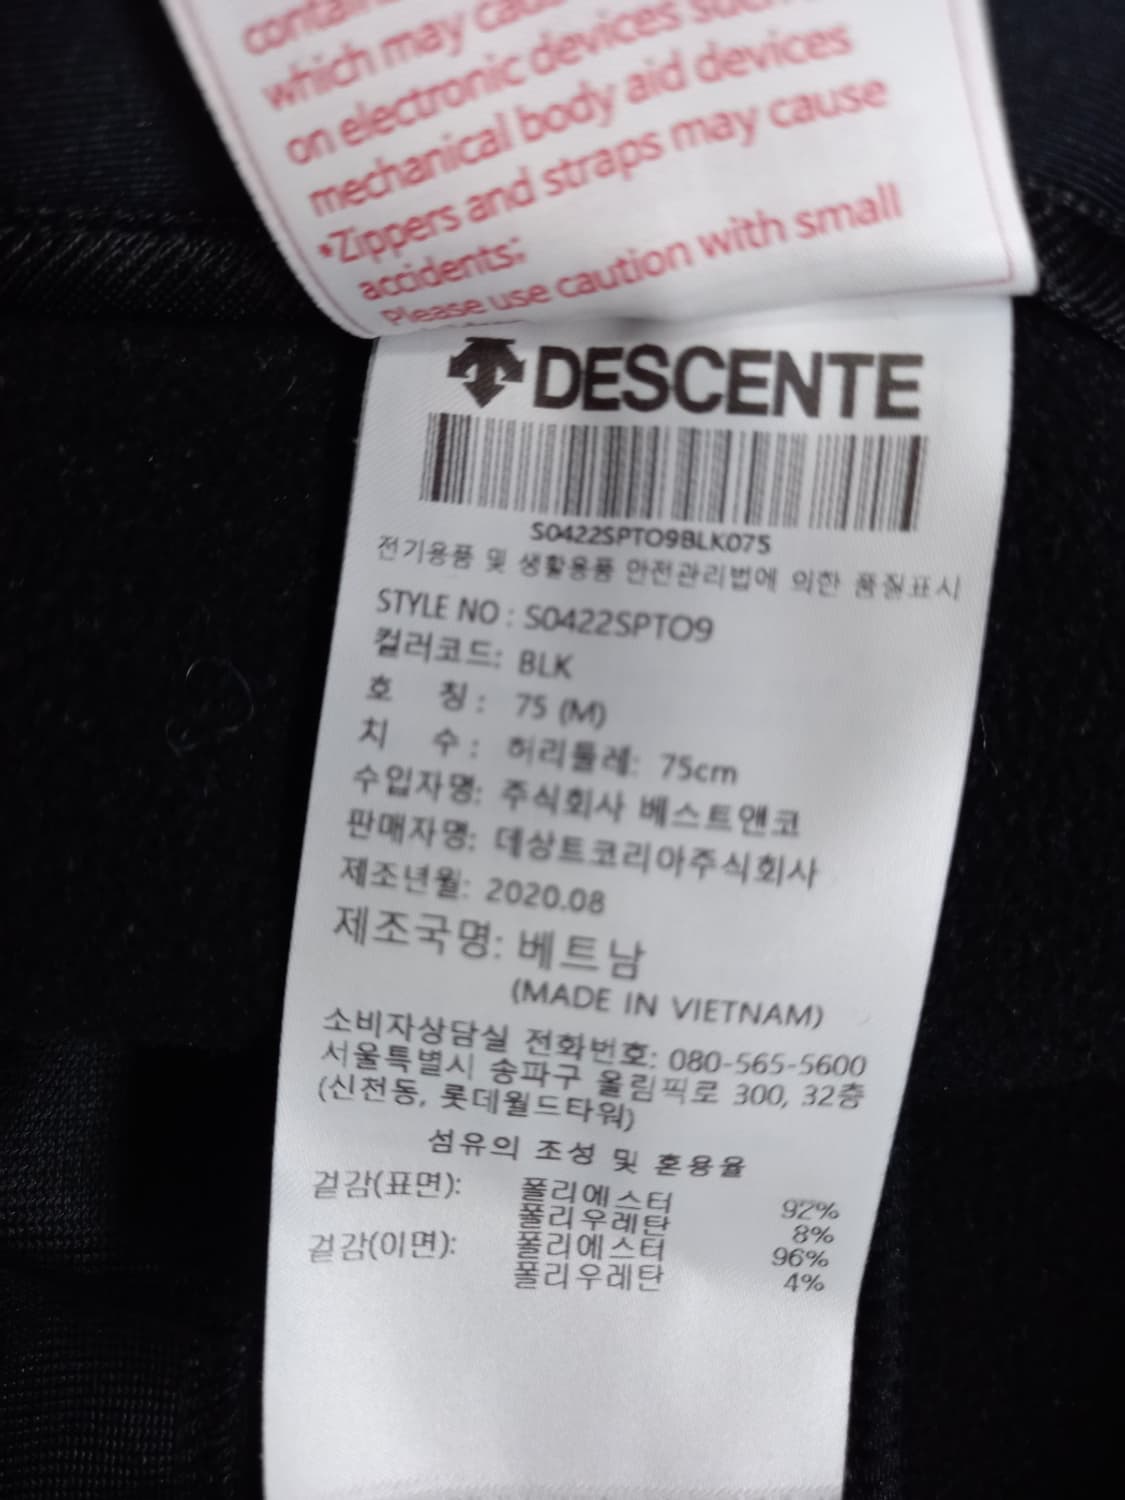 which may cau
on electronic devices such
mechanical body aid devices
•Zippers and straps may cause
accidents:
Please use caution with small
DESCENTE
S0422SPTO9BLK075
전기용품 및 생활용품 안전관리법에 의한 품질표시
STYLE NO : S0422SPTO9
컬러코드: BLK
호 칭 : 75 (M)
치 수 : 허리둘레: 75cm
수입자명: 주식회사 베스트앤코
판매자명: 데상트코리아주식회사
제조년월: 2020.08
제조국명: 베트남
(MADE IN VIETNAM)
소비자상담실 전화번호: 080-565-5600
서울특별시 송파구 올림픽로 300, 32층
(신천동, 롯데월드타워)
섬유의 조성 및 혼용율
겉감(표면): 폴리에스터 92%
폴리우레탄 8%
겉감(이면): 폴리에스터 96%
폴리우레탄 4%